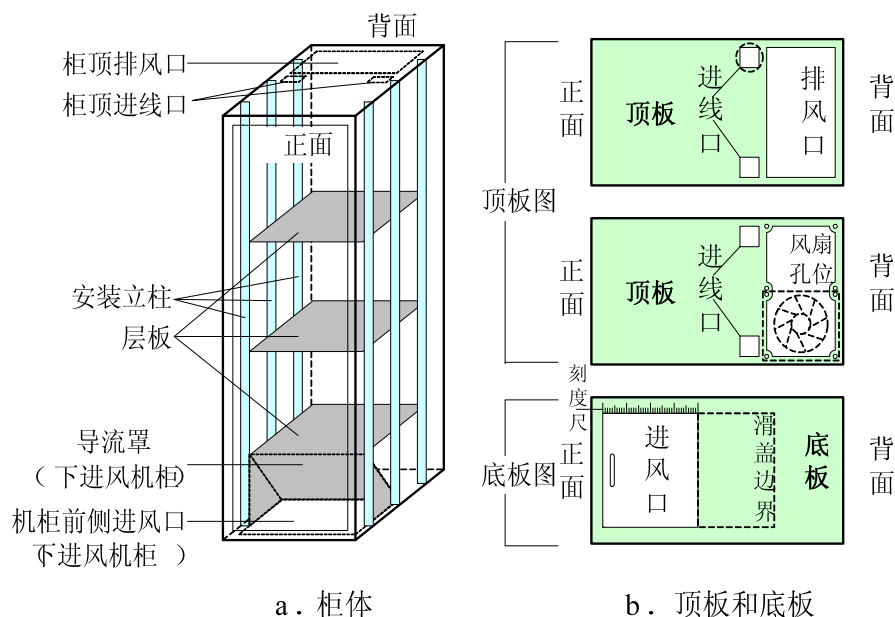 背面
柜顶排风口
柜顶进线口
正面
安装立柱
层板
导流罩
（下进风机柜）
机柜前侧进风口
（下进风机柜 ）
a . 柜体
顶板图
正面
顶板
进线口
排风口
背面
正面
顶板
进线口
风扇
孔位
背面
底板图
刻度尺
正面
进风口
滑盖边界
底板
背面
b . 顶板和底板